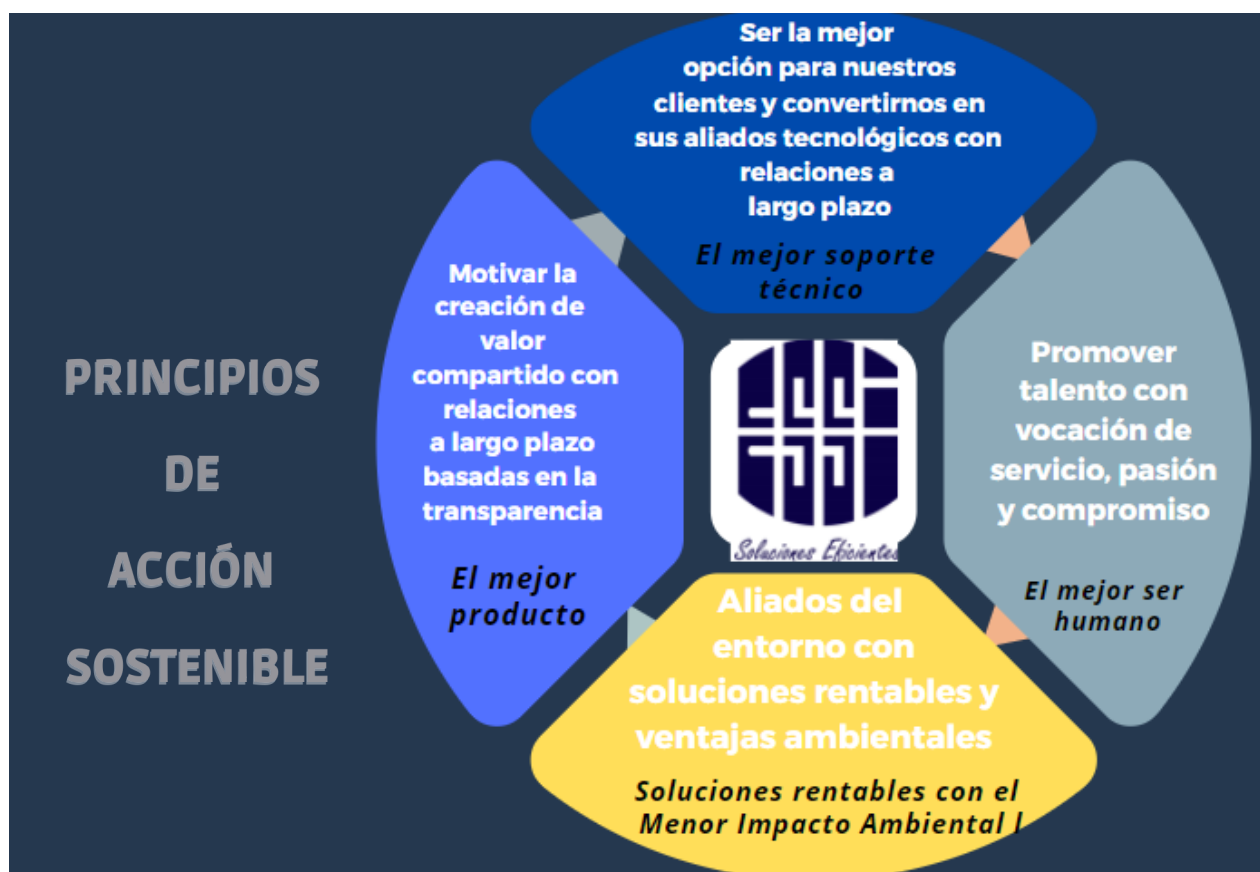 PRINCIPIOS
DE
ACCIÓN
SOSTENIBLE
Ser la mejor
opción para nuestros
clientes y convertirnos en
sus aliados tecnológicos con
relaciones a
largo plazo
El mejor soporte
técnico
Motivar la
creación de
valor
compartido con
relaciones
a largo plazo
basadas en la
transparencia
El mejor
producto
Soluciones Eficientes
Promover
talento con
vocación de
servicio, pasión
y compromiso
El mejor ser
humano
Aliados del
entorno con
soluciones rentables y
ventajas ambientales
Soluciones rentables con el
Menor Impacto Ambiental l